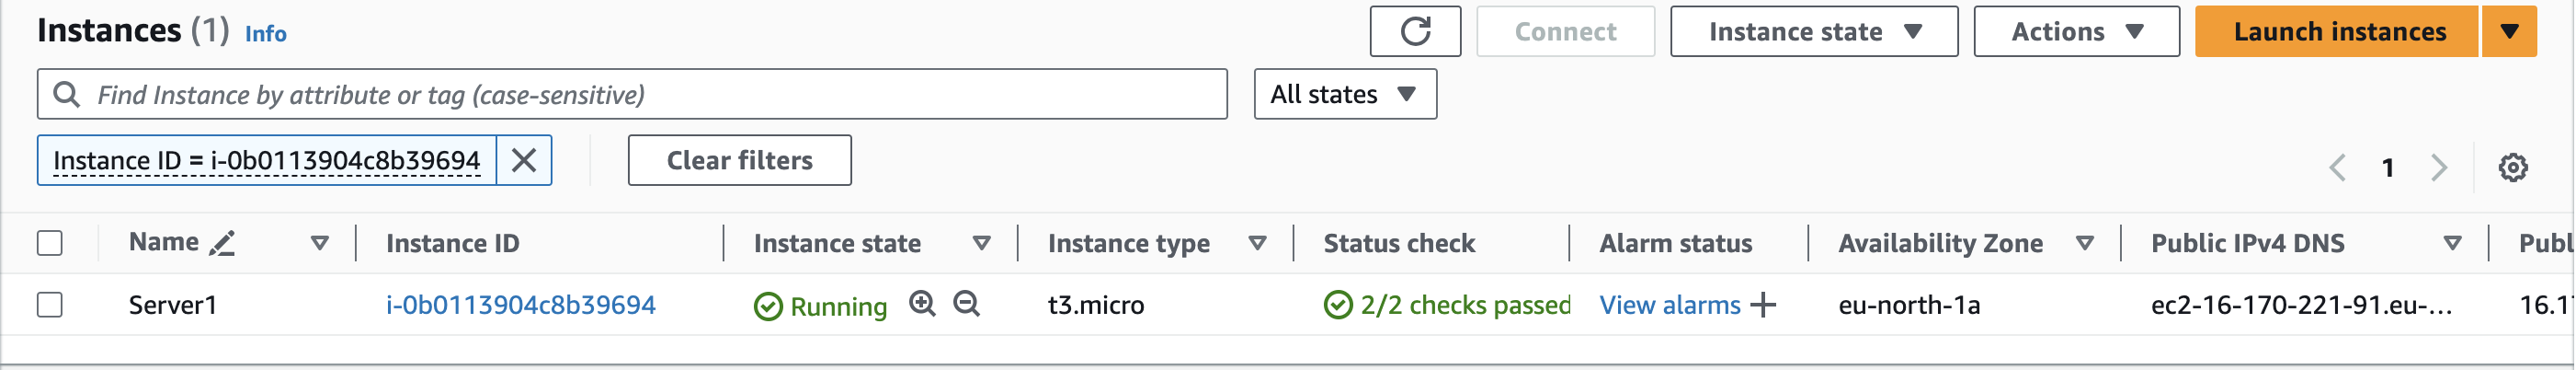 Instances (1) Info
Connect
Instance state
Actions
Launch instances
Find Instance by attribute or tag (case-sensitive)
All states
Instance ID = i-0b0113904c8b39694
Clear filters
1
Name Instance ID Instance state Instance type Status check Alarm status Availability Zone Public IPv4 DNS Publ
Server1 i-0b0113904c8b39694 Running t3.micro 2/2 checks passed View alarms + eu-north-1a ec2-16-170-221-91.eu-... 16.1